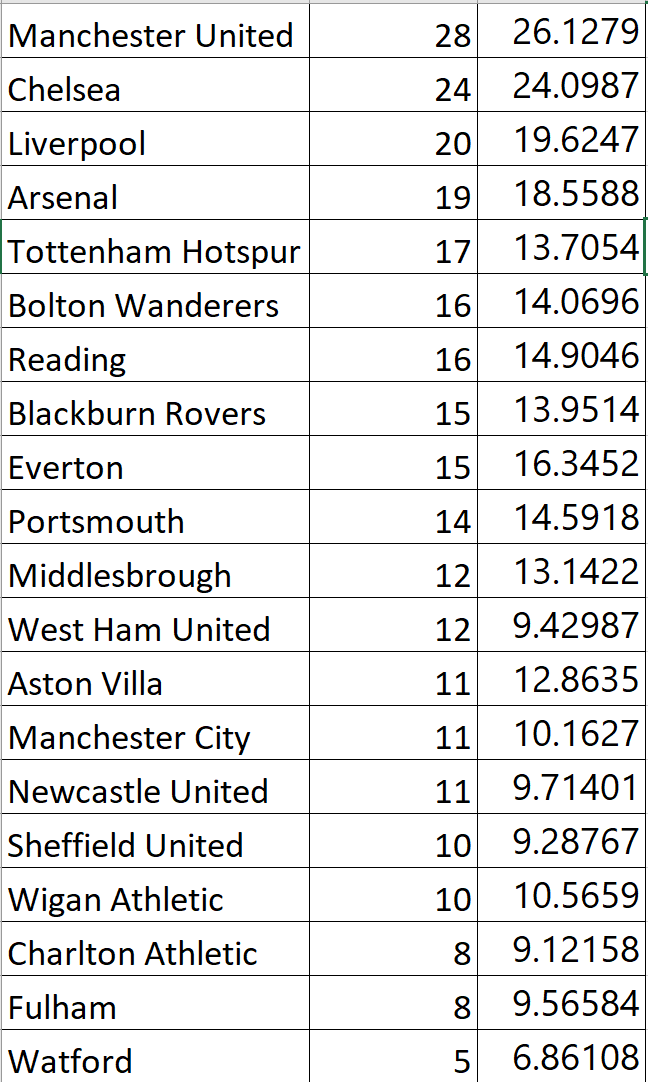 Manchester United 28 26.1279
Chelsea 24 24.0987
Liverpool 20 19.6247
Arsenal 19 18.5588
Tottenham Hotspur 17 13.7054
Bolton Wanderers 16 14.0696
Reading 16 14.9046
Blackburn Rovers 15 13.9514
Everton 15 16.3452
Portsmouth 14 14.5918
Middlesbrough 12 13.1422
West Ham United 12 9.42987
Aston Villa 11 12.8635
Manchester City 11 10.1627
Newcastle United 11 9.71401
Sheffield United 10 9.28767
Wigan Athletic 10 10.5659
Charlton Athletic 8 9.12158
Fulham 8 9.56584
Watford 5 6.86108